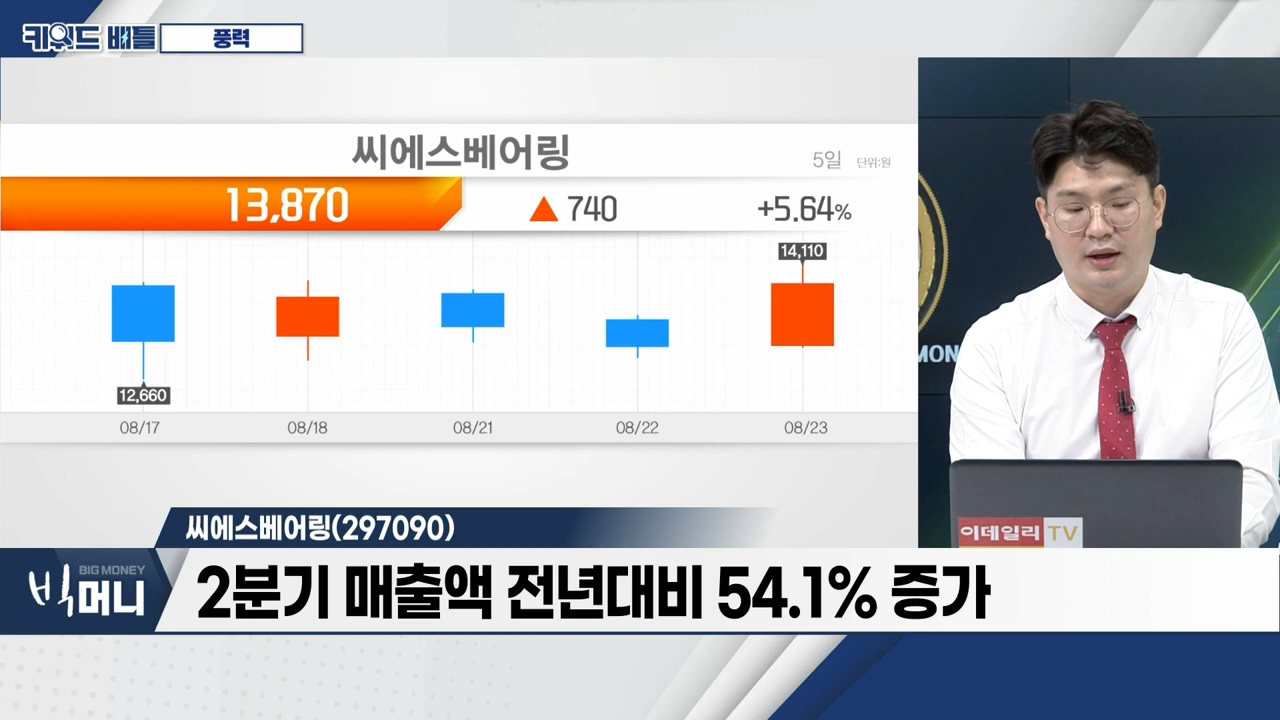 키워드 배틀
풍력
씨에스베어링
5일 단위:원
13,870 ▲ 740 +5.64%
14,110
12,660
08/17 08/18 08/21 08/22 08/23
MON
이데일리 TV
씨에스베어링(297090)
BIG MONEY
빅머니
2분기 매출액 전년대비 54.1% 증가